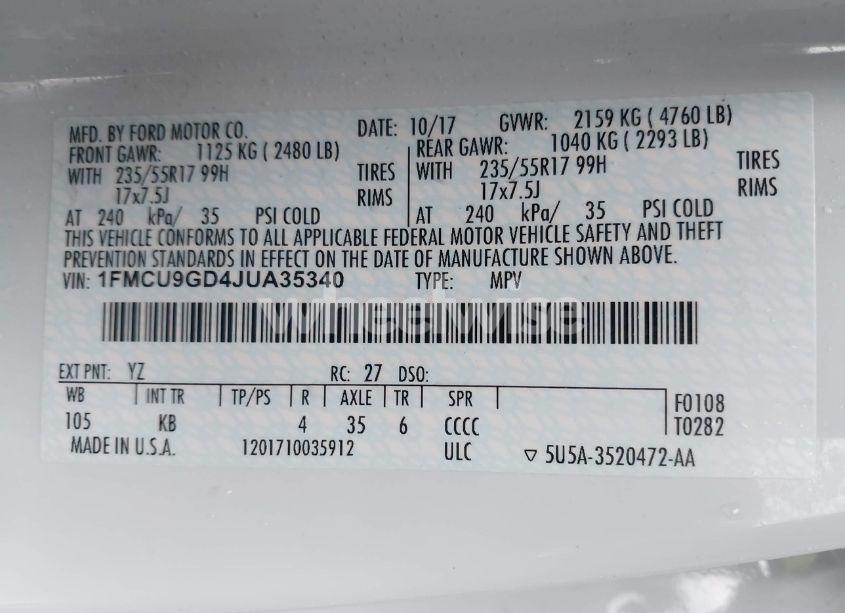 MFD. BY FORD MOTOR CO. DATE: 10/17 GVWR: 2159 KG ( 4760 LB)
FRONT GAWR: 1125 KG ( 2480 LB) REAR GAWR: 1040 KG ( 2293 LB)
WITH 235/55R17 99H TIRES WITH 235/55R17 99H TIRES
17x7.5J RIMS 17x7.5J RIMS
AT 240 kPa/ 35 PSI COLD AT 240 kPa/ 35 PSI COLD
THIS VEHICLE CONFORMS TO ALL APPLICABLE FEDERAL MOTOR VEHICLE SAFETY AND THEFT
PREVENTION STANDARDS IN EFFECT ON THE DATE OF MANUFACTURE SHOWN ABOVE.
VIN: 1FMCU9GD4JUA35340 TYPE: MPV
wheelwise
EXT PNT: YZ RC: 27 DSO:
WB INT TR TP/PS R AXLE TR SPR F0108
105 KB 4 35 6 CCCC T0282
MADE IN U.S.A. 1201710035912 ULC ▽ 5U5A-3520472-AA